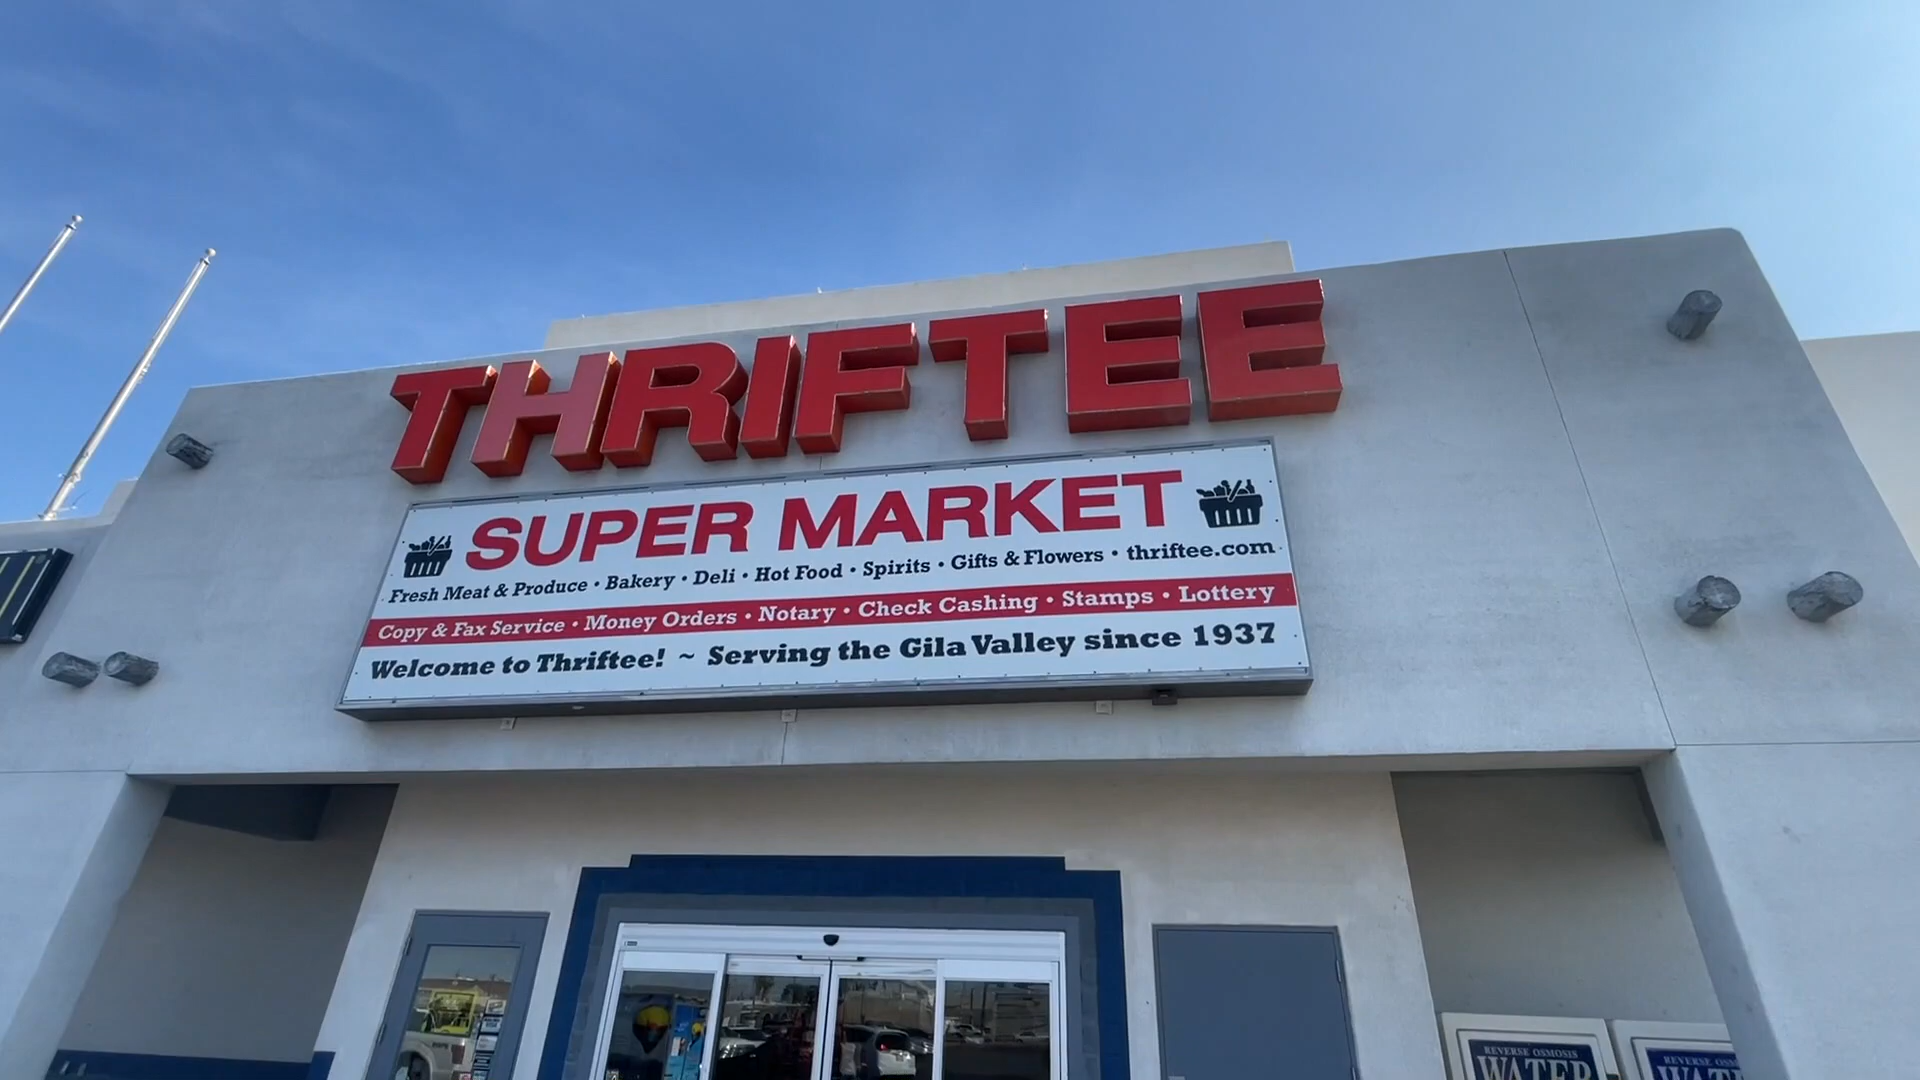 THRIFTEE
SUPER MARKET
Fresh Meat & Produce • Bakery • Deli • Hot Food • Spirits • Gifts & Flowers • thriftee.com
Copy & Fax Service • Money Orders • Notary • Check Cashing • Stamps • Lottery
Welcome to Thriftee! ~ Serving the Gila Valley since 1937
REVERSE OSMOSIS
WATER
REVERSE